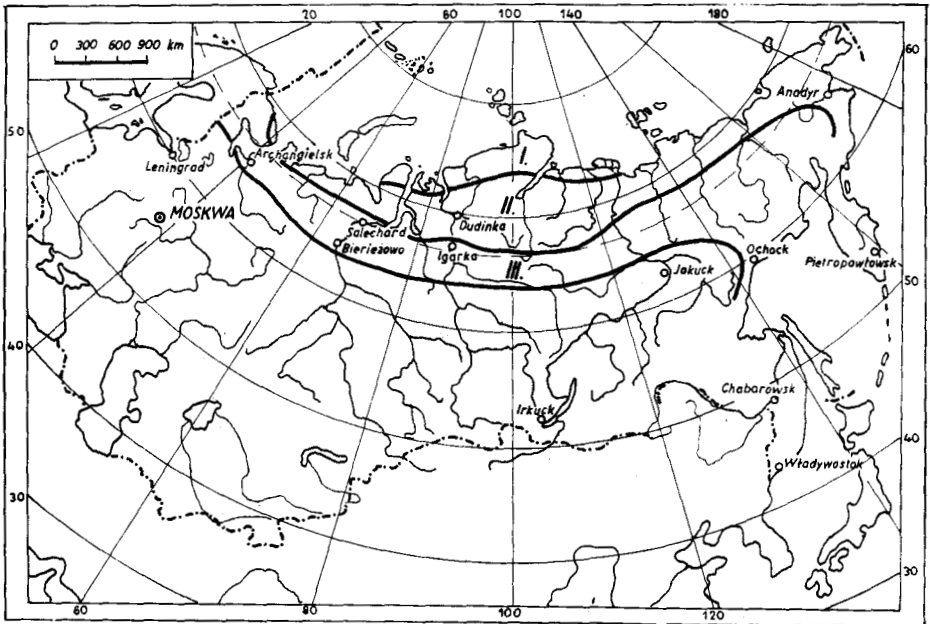 20 60 100 140 180
0 300 600 900 km
60
50
Anadyr
I.
Archangielsk
Leningrad
II.
MOSKWA
Dudinka
Salechard
Bieriezowo
Igarka
III.
Ochock
Jakuck
Pietropawłowsk
50
40
Chabarowsk
Irkuck
40
Władywostok
30
30
60 80 100 120